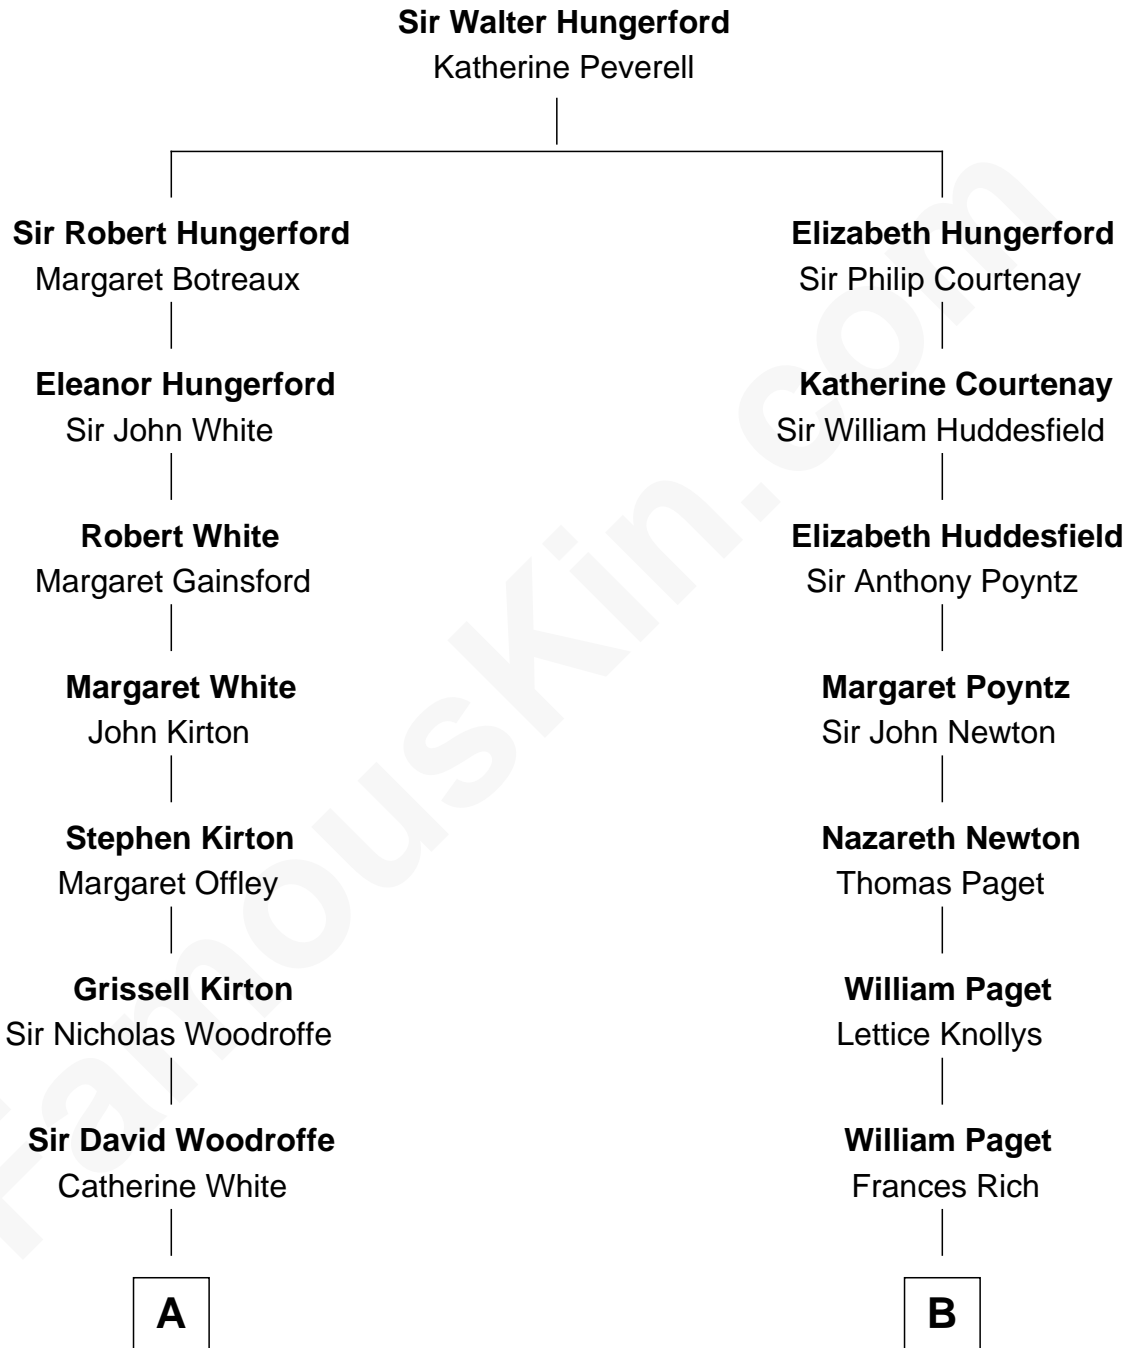 Sir Walter Hungerford
Katherine Peverell
Sir Robert Hungerford
Margaret Botreaux
Elizabeth Hungerford
Sir Philip Courtenay
Eleanor Hungerford
Sir John White
Katherine Courtenay
Sir William Huddesfield
Robert White
Margaret Gainsford
Elizabeth Huddesfield
Sir Anthony Poyntz
Margaret White
John Kirton
Margaret Poyntz
Sir John Newton
Stephen Kirton
Margaret Offley
Nazareth Newton
Thomas Paget
Grissell Kirton
Sir Nicholas Woodroffe
William Paget
Lettice Knollys
Sir David Woodroffe
Catherine White
William Paget
Frances Rich
A
B
FamousKin.com